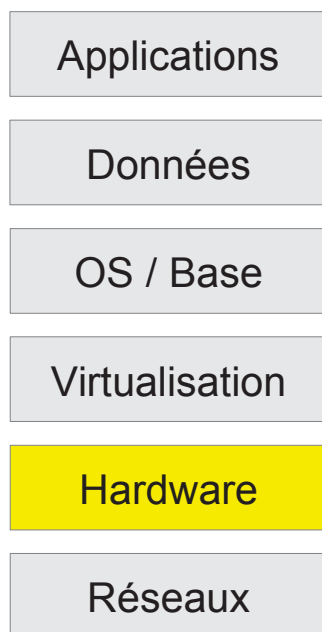 Applications
Données
OS / Base
Virtualisation
Hardware
Réseaux